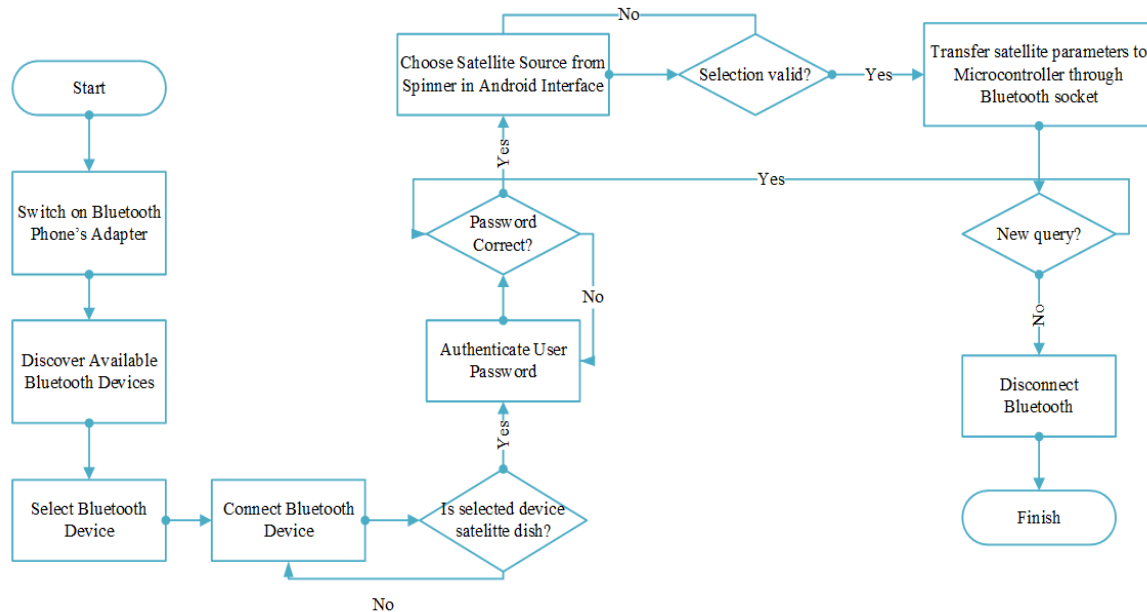 Start
Switch on Bluetooth
Phone's Adapter
Discover Available
Bluetooth Devices
Select Bluetooth
Device
Connect Bluetooth
Device
Is selected device
satelitte dish?
No
Yes
Authenticate User
Password
Password
Correct?
No
Yes
Choose Satellite Source from
Spinner in Android Interface
No
Selection valid?
Yes
Transfer satellite parameters to
Microcontroller through
Bluetooth socket
New query?
Yes
No
Disconnect
Bluetooth
Finish